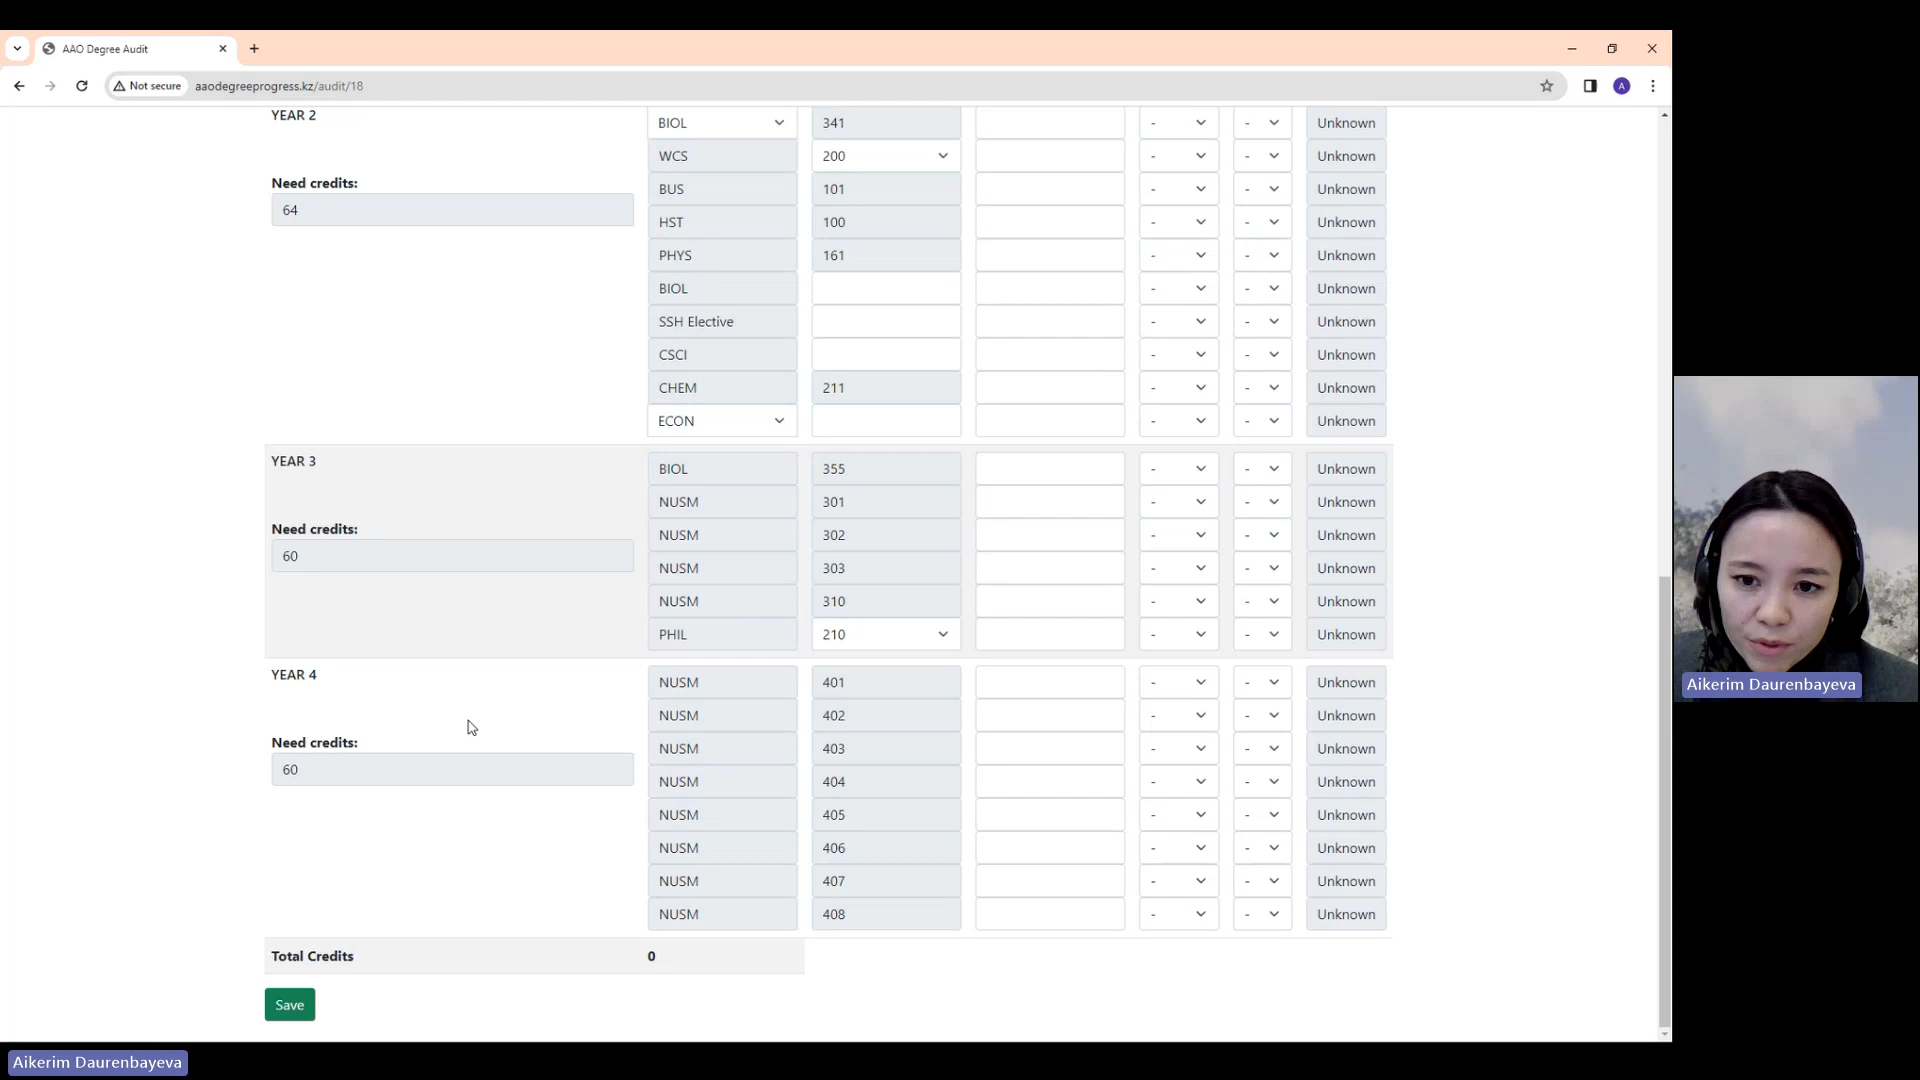 AAO Degree Audit
Not secure aaodegreeprogress.kz/audit/18 A
YEAR 2 BIOL 341 - - Unknown
WCS 200 - - Unknown
Need credits: BUS 101 - - Unknown
64 HST 100 - - Unknown
PHYS 161 - - Unknown
BIOL - - Unknown
SSH Elective - - Unknown
CSCI - - Unknown
CHEM 211 - - Unknown
ECON - - Unknown
YEAR 3 BIOL 355 - - Unknown
NUSM 301 - - Unknown
Need credits: NUSM 302 - - Unknown
60 NUSM 303 - - Unknown
NUSM 310 - - Unknown
PHIL 210 - - Unknown
YEAR 4 NUSM 401 - - Unknown
NUSM 402 - - Unknown
Need credits: NUSM 403 - - Unknown
60 NUSM 404 - - Unknown
NUSM 405 - - Unknown
NUSM 406 - - Unknown
NUSM 407 - - Unknown
NUSM 408 - - Unknown
Total Credits 0
Save
Aikerim Daurenbayeva
Aikerim Daurenbayeva